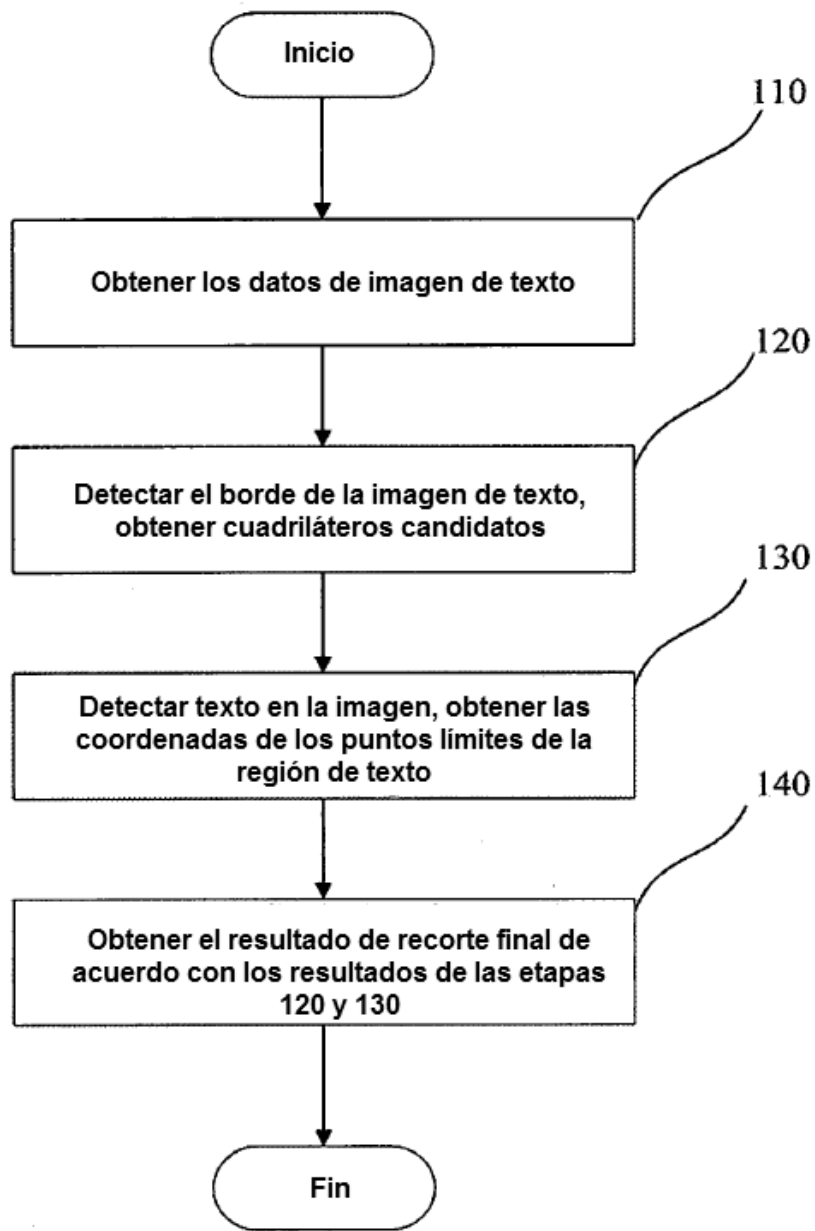 Inicio
110
Obtener los datos de imagen de texto
120
Detectar el borde de la imagen de texto,
obtener cuadriláteros candidatos
130
Detectar texto en la imagen, obtener las
coordenadas de los puntos límites de la
región de texto
140
Obtener el resultado de recorte final de
acuerdo con los resultados de las etapas
120 y 130
Fin